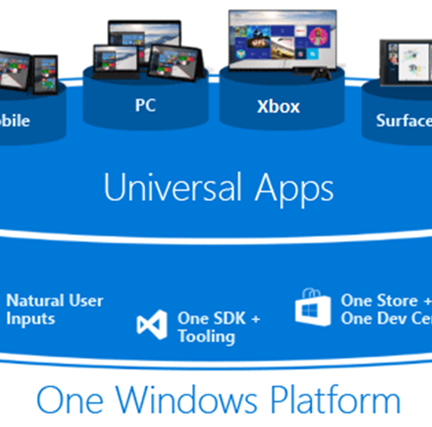 PC
Xbox
obile
Surface
Universal Apps
Natural User
Inputs
One SDK +
Tooling
One Store +
One Dev Ce
One Windows Platform